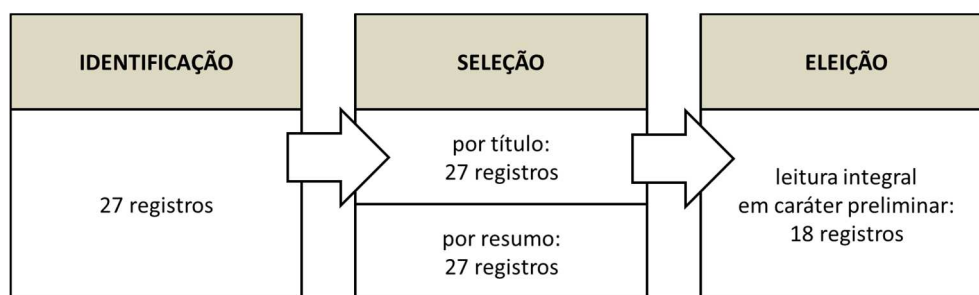 IDENTIFICAÇÃO
27 registros
SELEÇÃO
por título:
27 registros
por resumo:
27 registros
ELEIÇÃO
leitura integral
em caráter preliminar:
18 registros